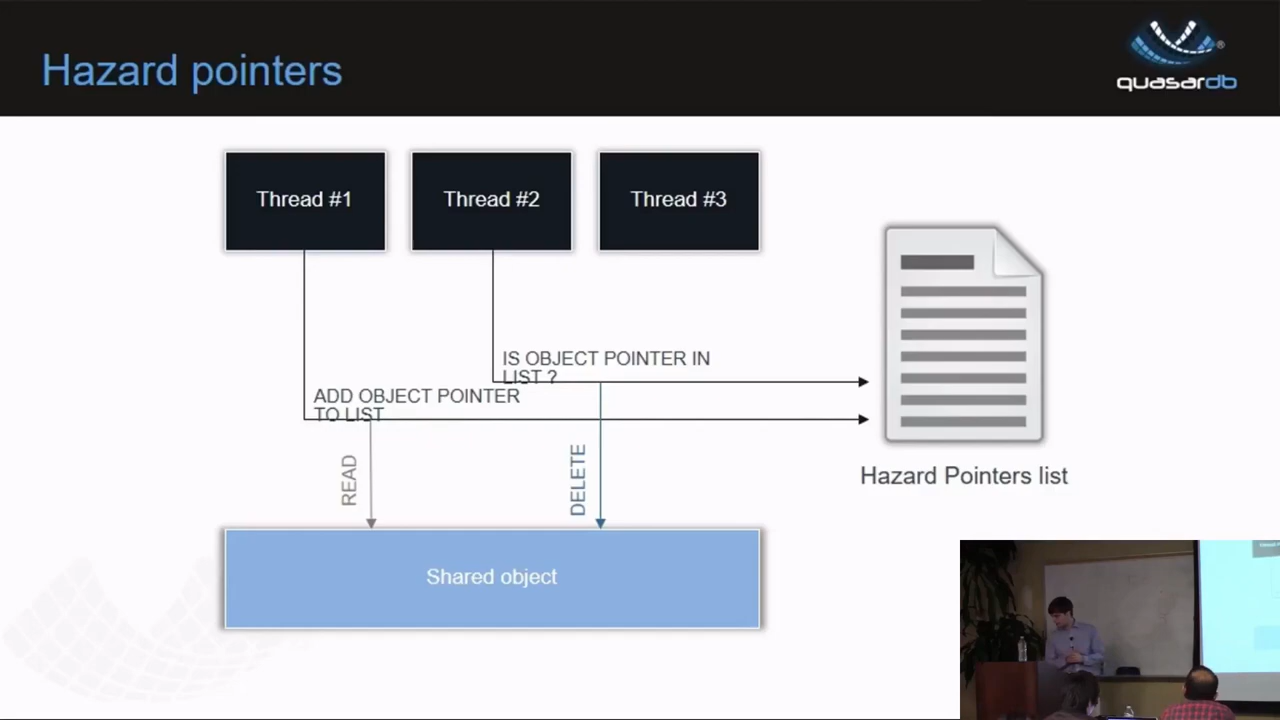 Hazard pointers
quasardb
Thread #1
Thread #2
Thread #3
IS OBJECT POINTER IN
LIST ?
ADD OBJECT POINTER
TO LIST
READ
DELETE
Hazard Pointers list
Shared object